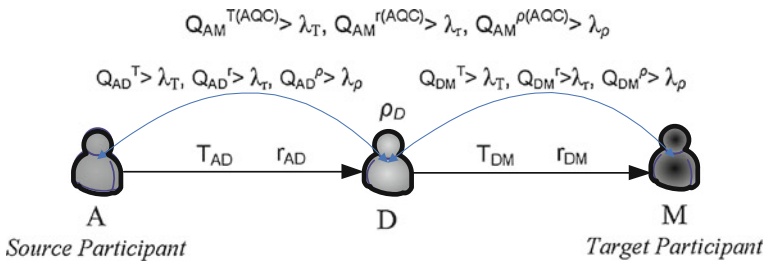 Q_AM^T(AQC)> λ_T, Q_AM^r(AQC)> λ_r, Q_AM^ρ(AQC)> λ_ρ
Q_AD^T> λ_T, Q_AD^r>λ_r, Q_AD^ρ> λ_ρ Q_DM^T> λ_T, Q_DM^r>λ_r, Q_DM^ρ> λ_ρ
ρ_D
T_AD r_AD T_DM r_DM
A D M
Source Participant Target Participant